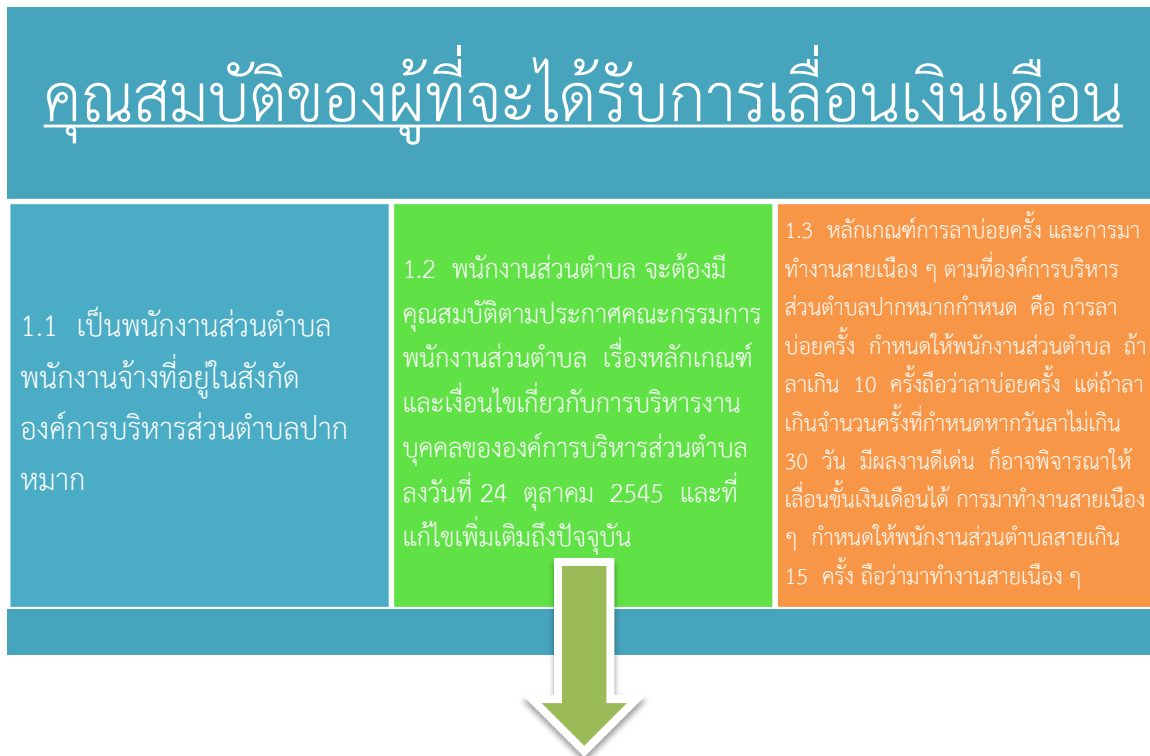 คุณสมบัติของผู้ที่จะได้รับการเลื่อนเงินเดือน
1.1 เป็นพนักงานส่วนตำบล
พนักงานจ้างที่อยู่ในสังกัด
องค์การบริหารส่วนตำบลปาก
หมาก
1.2 พนักงานส่วนตำบล จะต้องมี
คุณสมบัติตามประกาศคณะกรรมการ
พนักงานส่วนตำบล เรื่องหลักเกณฑ์
และเงื่อนไขเกี่ยวกับการบริหารงาน
บุคคลขององค์การบริหารส่วนตำบล
ลงวันที่ 24 ตุลาคม 2545 และที่
แก้ไขเพิ่มเติมถึงปัจจุบัน
1.3 หลักเกณฑ์การลาบ่อยครั้ง และการมา
ทำงานสายเนือง ๆ ตามที่องค์การบริหาร
ส่วนตำบลปากหมากกำหนด คือ การลา
บ่อยครั้ง กำหนดให้พนักงานส่วนตำบล ถ้า
ลาเกิน 10 ครั้งถือว่าลาบ่อยครั้ง แต่ถ้าลา
เกินจำนวนครั้งที่กำหนดหากวันลาไม่เกิน
30 วัน มีผลงานดีเด่น ก็อาจพิจารณาให้
เลื่อนขั้นเงินเดือนได้ การมาทำงานสายเนือง
ๆ กำหนดให้พนักงานส่วนตำบลสายเกิน
15 ครั้ง ถือว่ามาทำงานสายเนือง ๆ